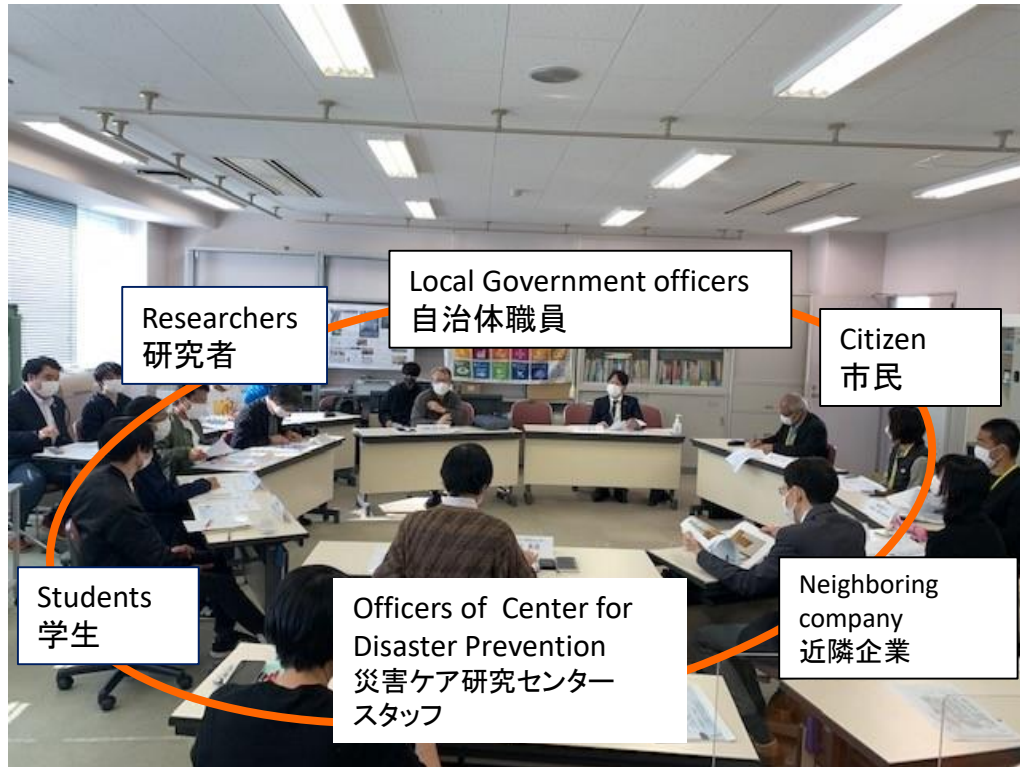 Local Government officers
自治体職員
Researchers
研究者
Citizen
市民
Students
学生
Officers of Center for
Disaster Prevention
災害ケア研究センター
スタッフ
Neighboring
company
近隣企業